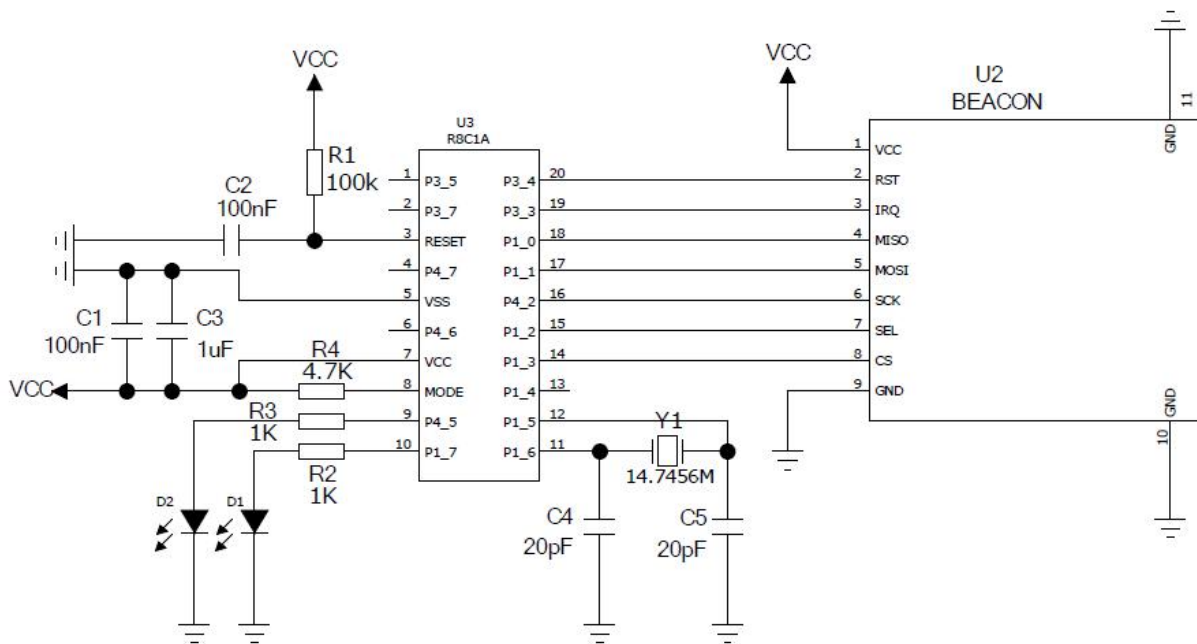 VCC
VCC
U2
BEACON
11
GND
U3
R8C1A
R1
100k
C2
100nF
1 P3_5 P3_4 20
2 P3_7 P3_3 19
3 RESET P1_0 18
4 P4_7 P1_1 17
5 VSS P4_2 16
6 P4_6 P1_2 15
7 VCC P1_3 14
8 MODE P1_4 13
9 P4_5 P1_5 12
10 P1_7 P1_6 11
1 VCC
2 RST
3 IRQ
4 MISO
5 MOSI
6 SCK
7 SEL
8 CS
9 GND
GND
10
C1
100nF
C3
1uF
VCC
R4
4.7K
R3
1K
R2
1K
Y1
14.7456M
D2
D1
C4
20pF
C5
20pF